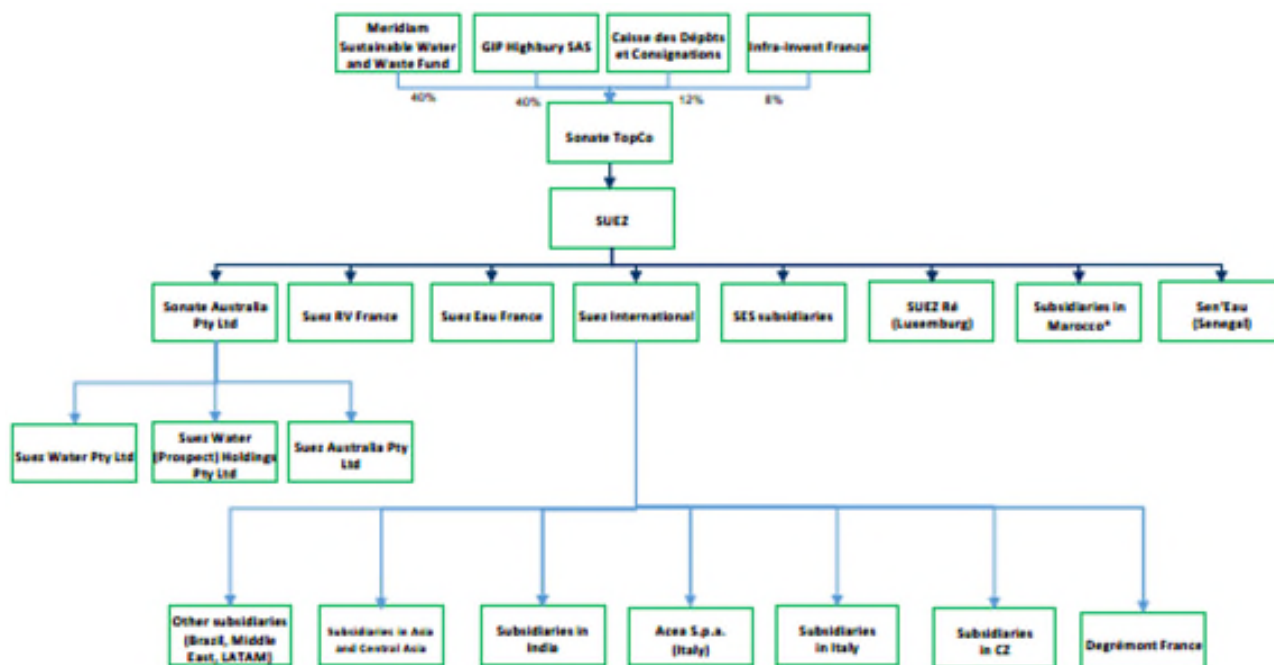 Meridiam
Sustainable Water
and Waste Fund
GIP Highbury SAS
Caisse des Dépôts
et Consignations
Infra-invest France
40%
40%
12%
8%
Sonate TopCo
SUEZ
Sonate Australia
Pty Ltd
Suez RV France
Suez Eau France
Suez International
SES subsidiaries
SUEZ Ré
(Luxemburg)
Subsidiaries in
Marocco*
Sen'Eau
(Senegal)
Suez Water Pty Ltd
Suez Water
(Prospect) Holdings
Pty Ltd
Suez Australia Pty
Ltd
Other subsidiaries
(Brazil, Middle
East, LATAM)
Subsidiaries in Asia
and Central Asia
Subsidiaries in
India
Acea S.p.a.
(Italy)
Subsidiaries
in Italy
Subsidiaries
in CZ
Degrémont France